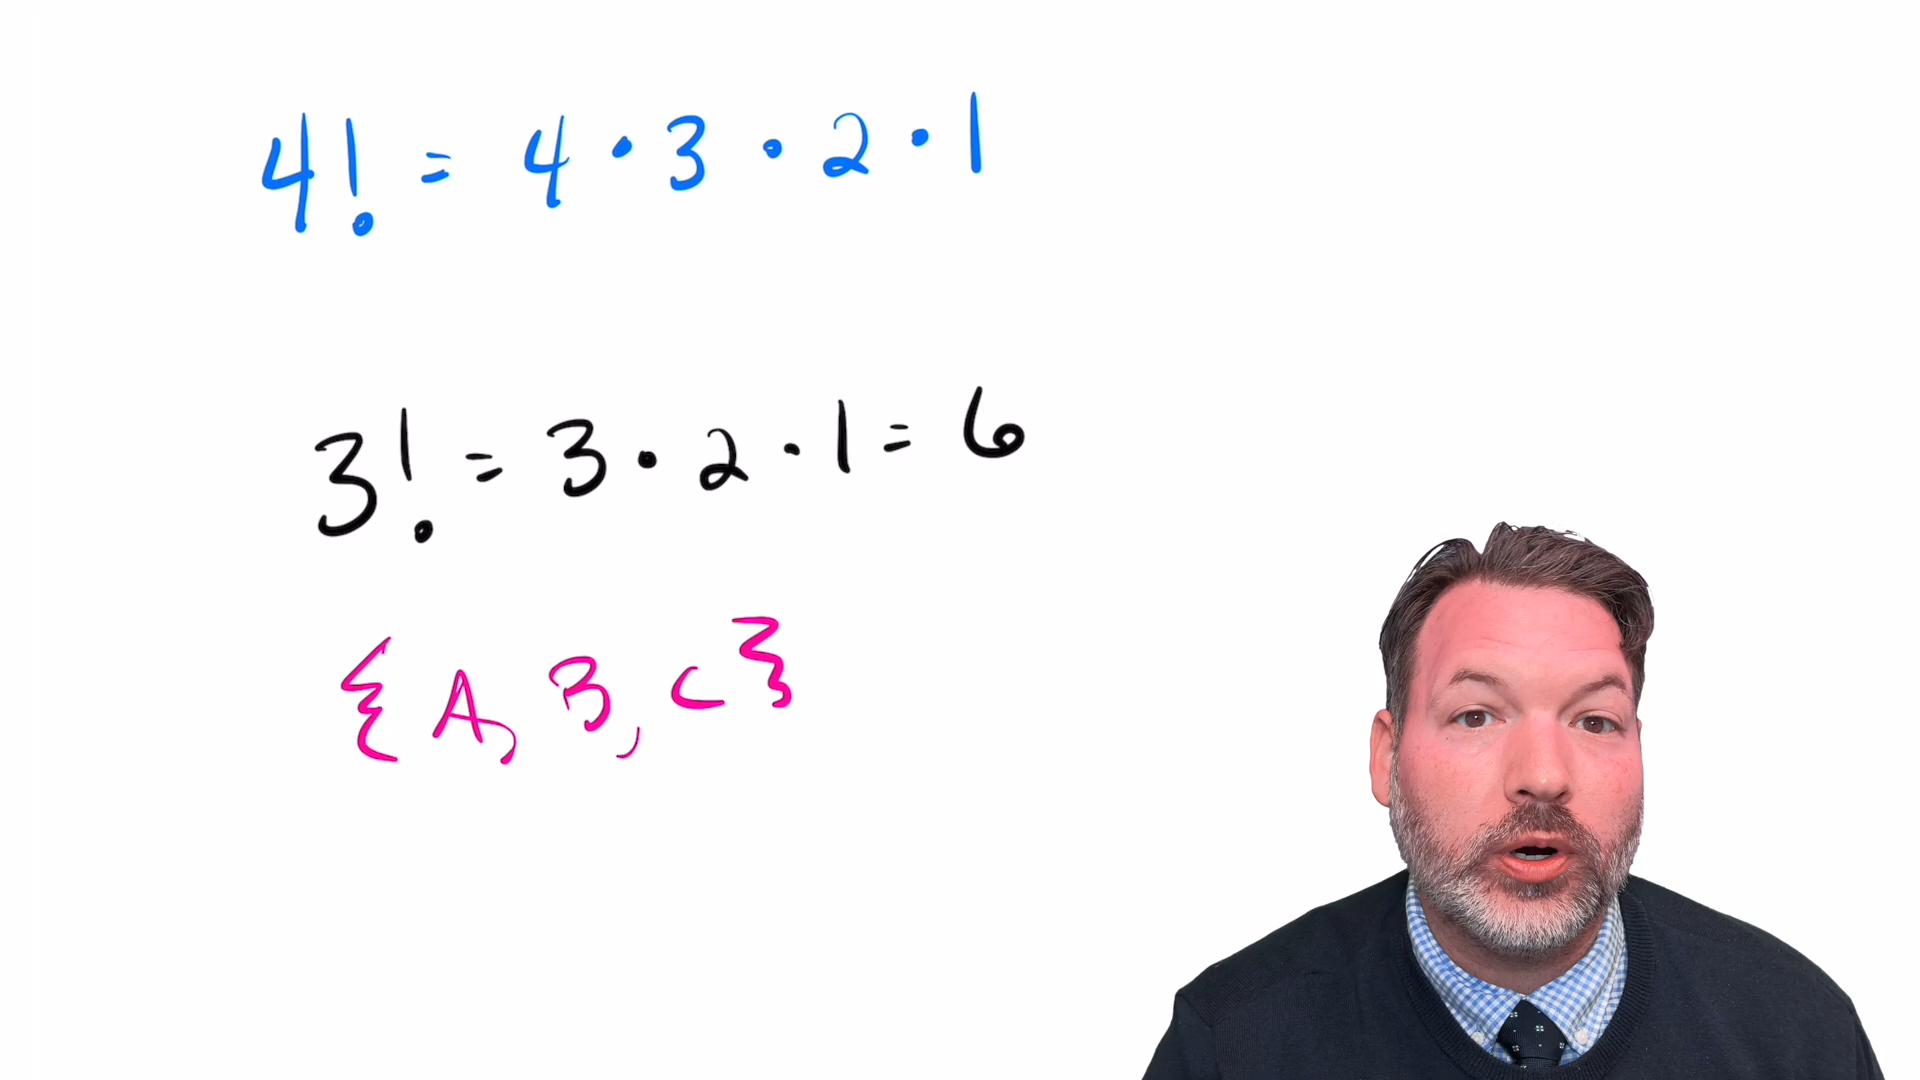 4! = 4 · 3 · 2 · 1
3! = 3 · 2 · 1 = 6
{A, B, C}